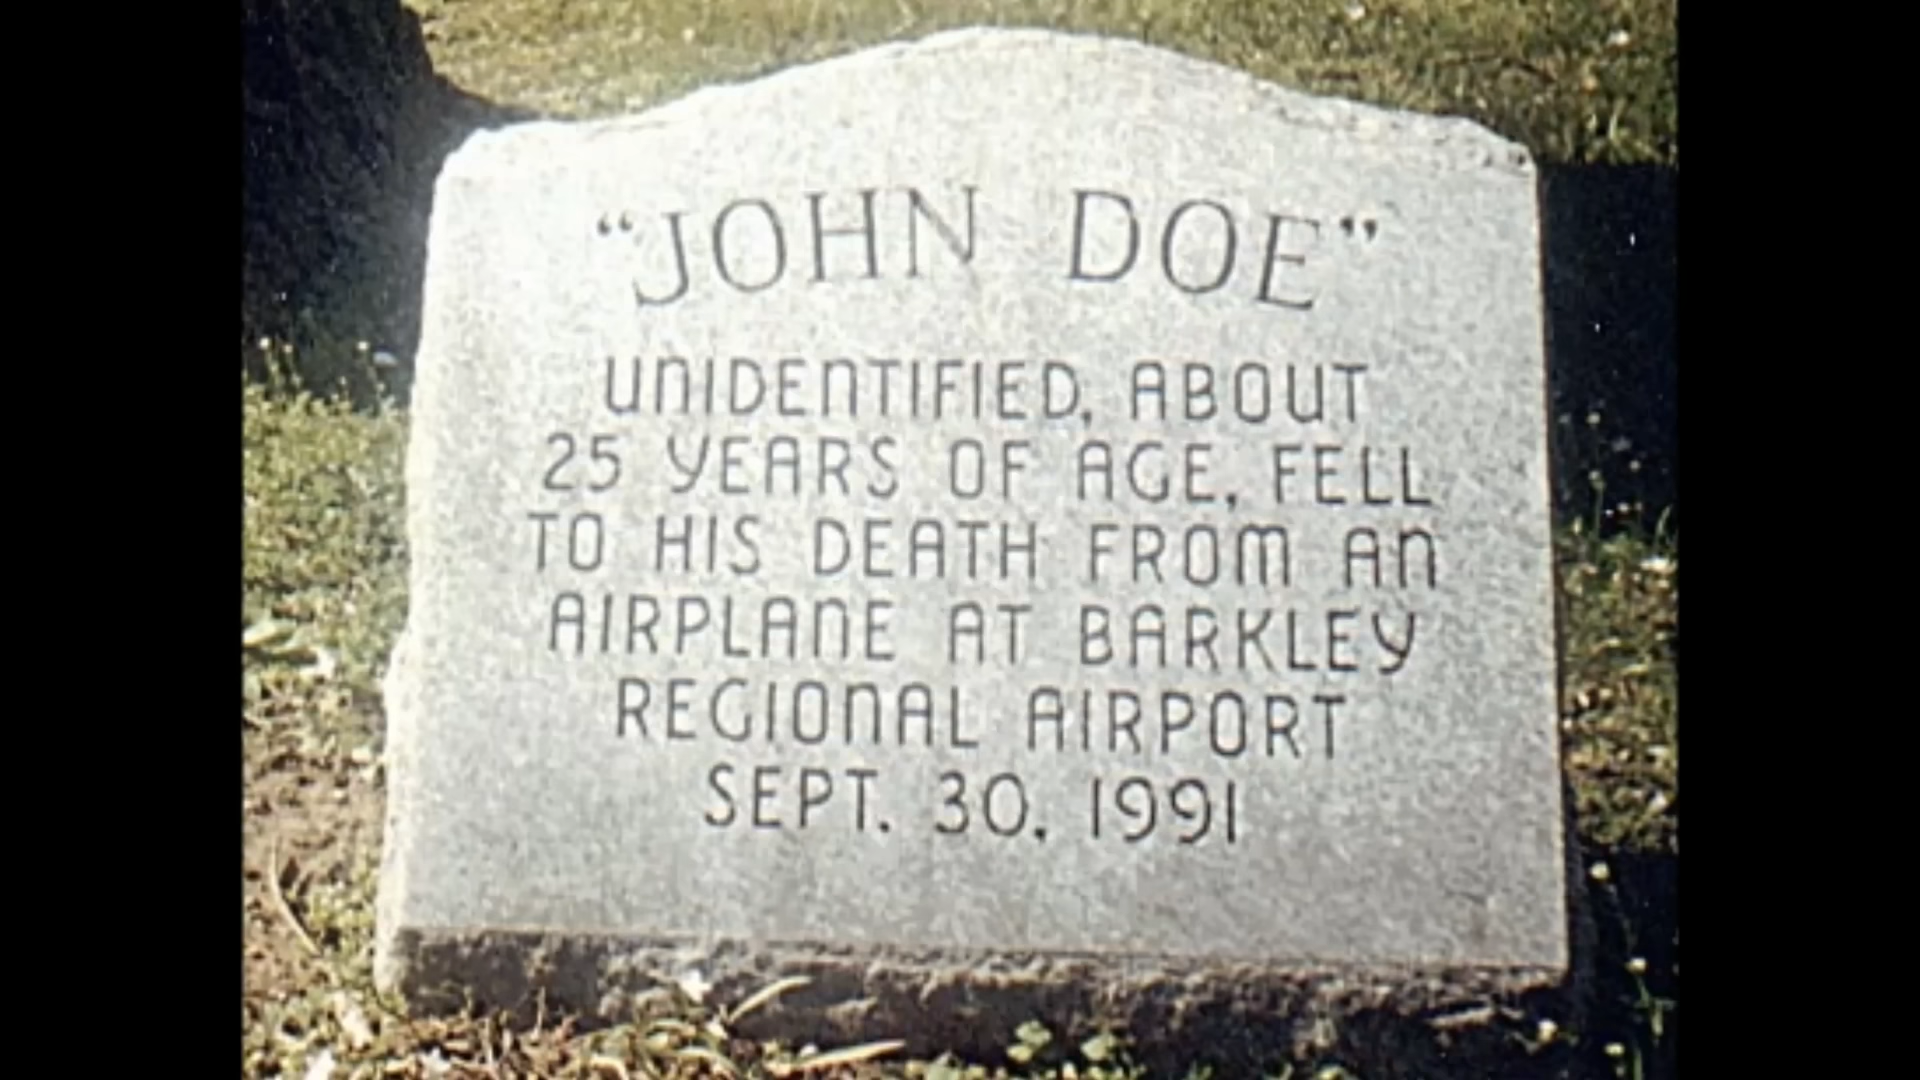 “JOHN DOE”
UNIDENTIFIED, ABOUT
25 YEARS OF AGE, FELL
TO HIS DEATH FROM AN
AIRPLANE AT BARKLEY
REGIONAL AIRPORT
SEPT. 30, 1991